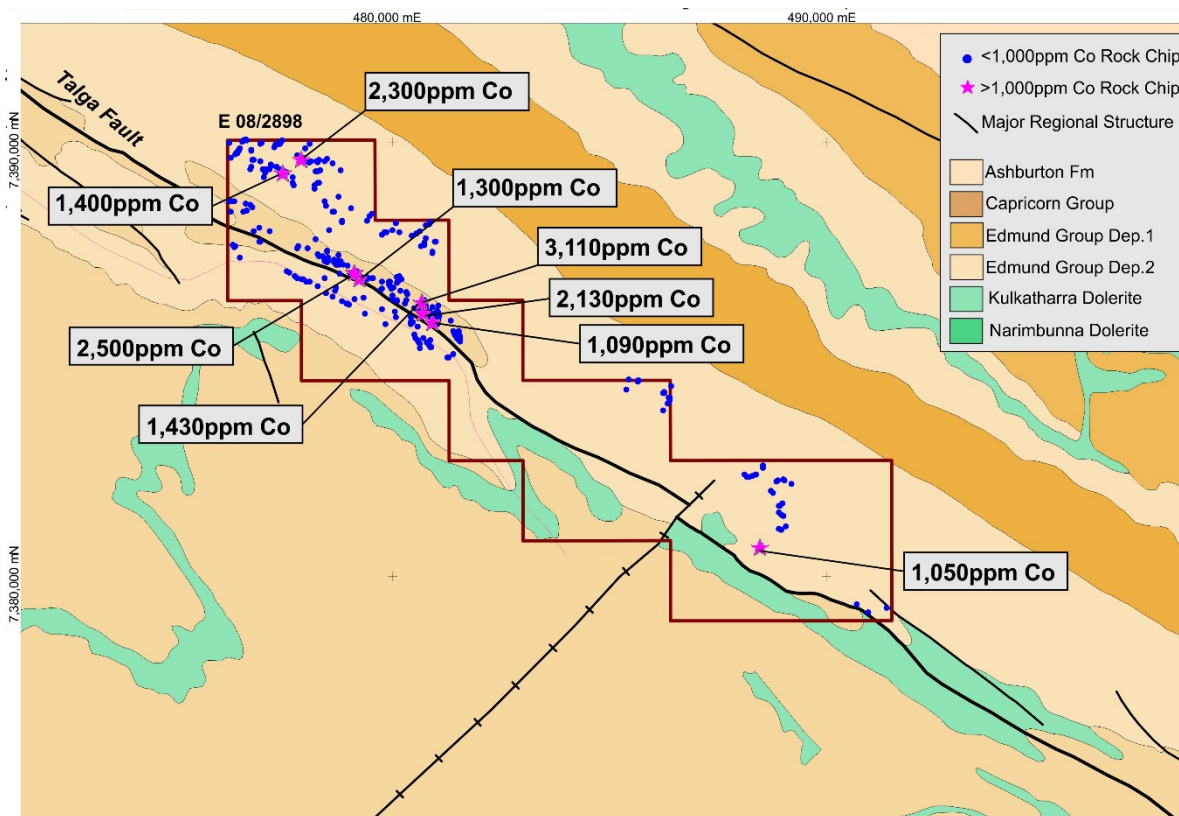 480,000 mE
490,000 mE
7,390,000 mN
7,380,000 mN
Talga Fault
E 08/2898
2,300ppm Co
1,400ppm Co
1,300ppm Co
3,110ppm Co
2,130ppm Co
1,090ppm Co
2,500ppm Co
1,430ppm Co
1,050ppm Co
<1,000ppm Co Rock Chip
>1,000ppm Co Rock Chip
Major Regional Structure
Ashburton Fm
Capricorn Group
Edmund Group Dep.1
Edmund Group Dep.2
Kulkatharra Dolerite
Narimbunna Dolerite